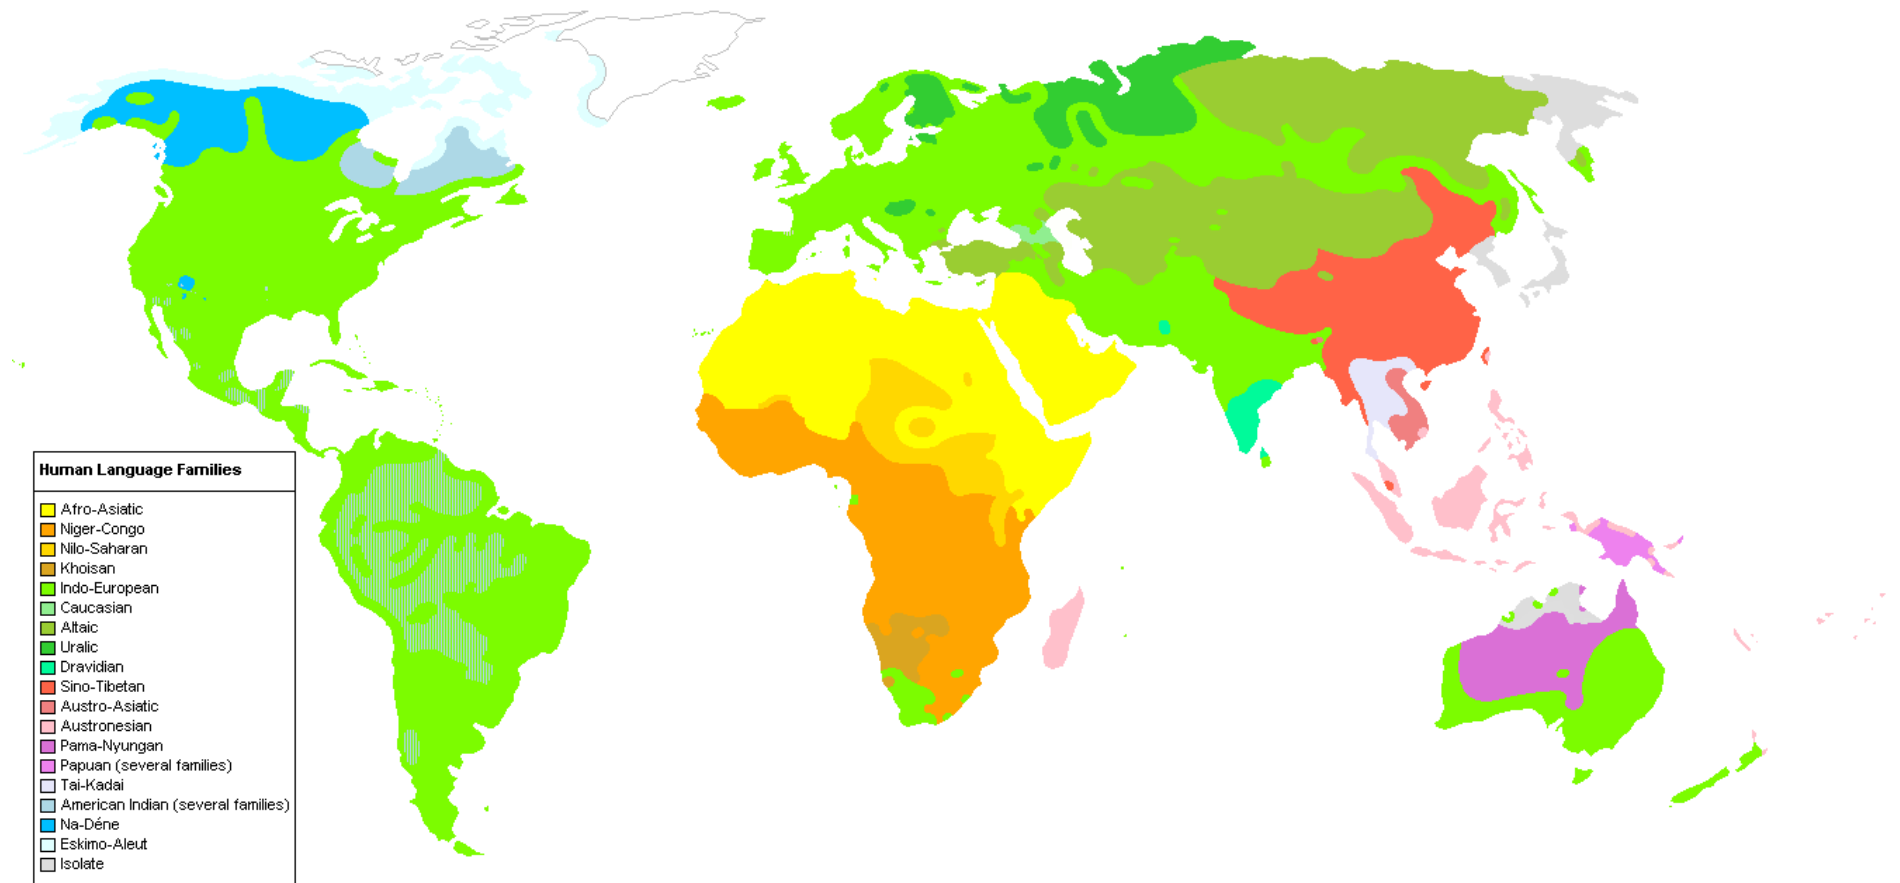 Human Language Families
Afro-Asiatic
Niger-Congo
Nilo-Saharan
Khoisan
Indo-European
Caucasian
Altaic
Uralic
Dravidian
Sino-Tibetan
Austro-Asiatic
Austronesian
Pama-Nyungan
Papuan (several families)
Tai-Kadai
American Indian (several families)
Na-Déne
Eskimo-Aleut
Isolate